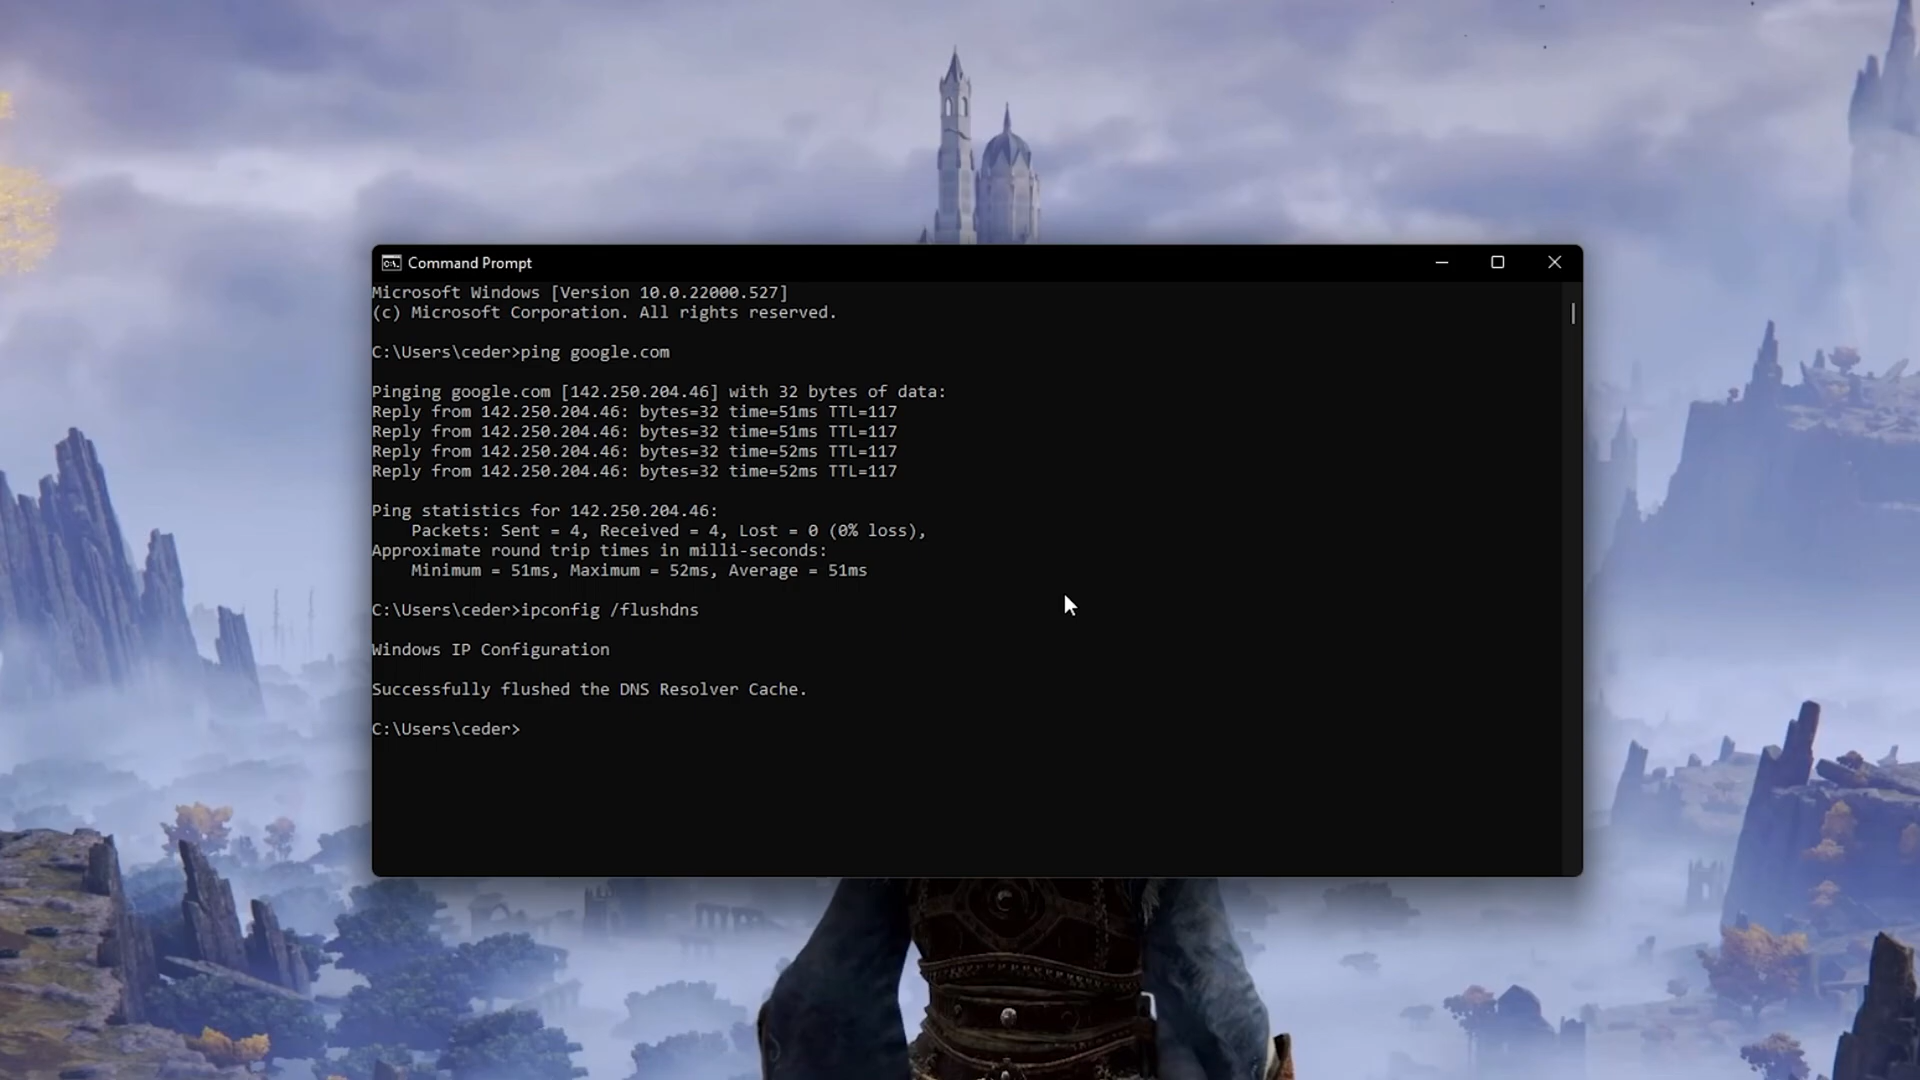 Command Prompt
Microsoft Windows [Version 10.0.22000.527]
(c) Microsoft Corporation. All rights reserved.
C:\Users\ceder>ping google.com
Pinging google.com [142.250.204.46] with 32 bytes of data:
Reply from 142.250.204.46: bytes=32 time=51ms TTL=117
Reply from 142.250.204.46: bytes=32 time=51ms TTL=117
Reply from 142.250.204.46: bytes=32 time=52ms TTL=117
Reply from 142.250.204.46: bytes=32 time=52ms TTL=117
Ping statistics for 142.250.204.46:
    Packets: Sent = 4, Received = 4, Lost = 0 (0% loss),
Approximate round trip times in milli-seconds:
    Minimum = 51ms, Maximum = 52ms, Average = 51ms
C:\Users\ceder>ipconfig /flushdns
Windows IP Configuration
Successfully flushed the DNS Resolver Cache.
C:\Users\ceder>